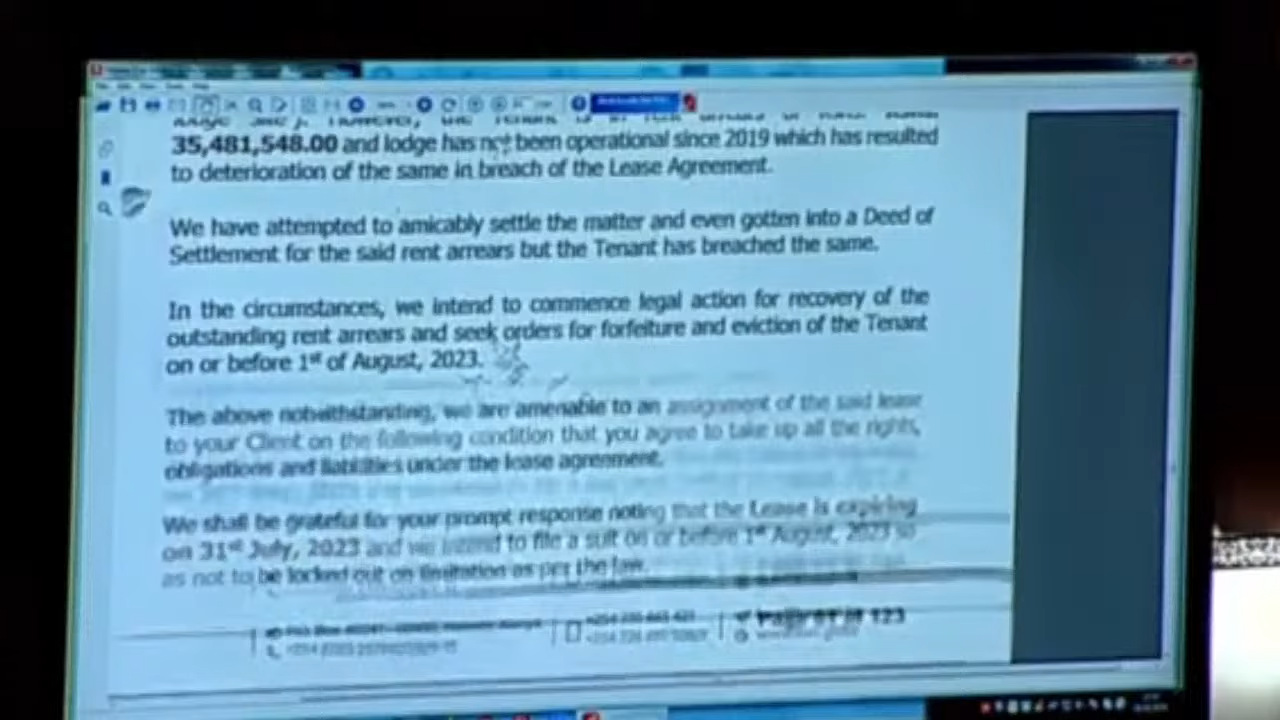 35,481,548.00 and lodge has not been operational since 2019 which has resulted
to deterioration of the same in breach of the Lease Agreement.
We have attempted to amicably settle the matter and even gotten into a Deed of
Settlement for the said rent arrears but the Tenant has breached the same.
In the circumstances, we intend to commence legal action for recovery of the
outstanding rent arrears and seek orders for forfeiture and eviction of the Tenant
on or before 1st of August, 2023.
The above notwithstanding, we are amenable to an assignment of the said lease
to your Client on the following condition that you agree to take up all the rights,
obligations and liabilities under the lease agreement.
We shall be grateful for your prompt response noting that the Lease is expiring
on 31st July, 2023 and we intend to file a suit on or before 1st August, 2023 so
as not to be locked out on limitation as per the law.
123